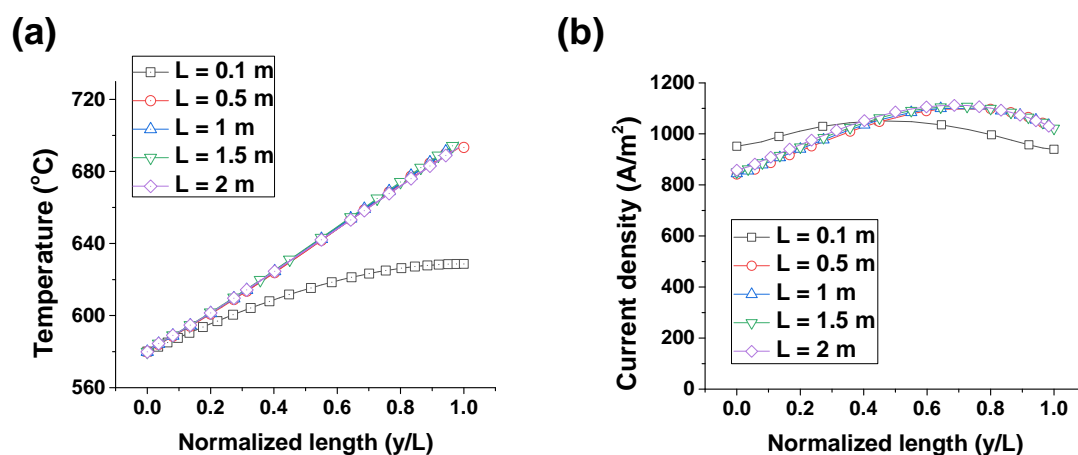 (a)
L = 0.1 m
L = 0.5 m
L = 1 m
L = 1.5 m
L = 2 m
720
680
640
600
560
Temperature (°C)
0.0 0.2 0.4 0.6 0.8 1.0
Normalized length (y/L)
(b)
1200
1000
800
600
400
200
0
Current density (A/m²)
L = 0.1 m
L = 0.5 m
L = 1 m
L = 1.5 m
L = 2 m
0.0 0.2 0.4 0.6 0.8 1.0
Normalized length (y/L)